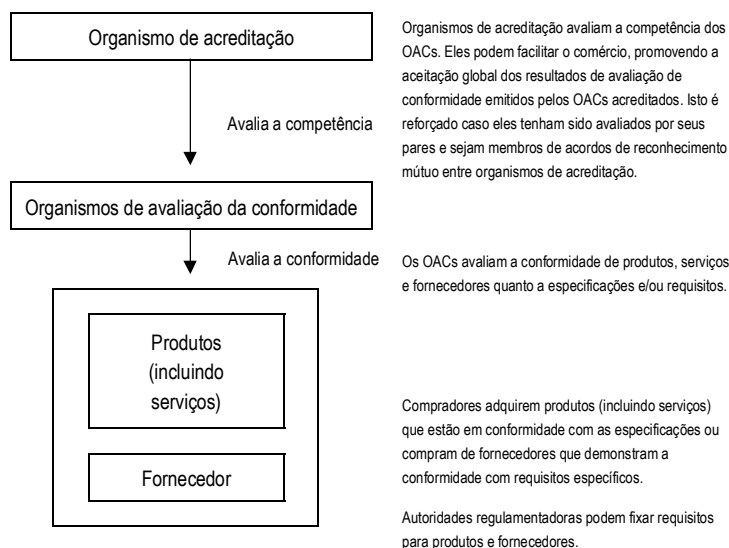 Organismo de acreditação
Avalia a competência
Organismos de avaliação da conformidade
Avalia a conformidade
Produtos
(incluindo
serviços)
Fornecedor
Organismos de acreditação avaliam a competência dos
OACs. Eles podem facilitar o comércio, promovendo a
aceitação global dos resultados de avaliação de
conformidade emitidos pelos OACs acreditados. Isto é
reforçado caso eles tenham sido avaliados por seus
pares e sejam membros de acordos de reconhecimento
mútuo entre organismos de acreditação.
Os OACs avaliam a conformidade de produtos, serviços
e fornecedores quanto a especificações e/ou requisitos.
Compradores adquirem produtos (incluindo serviços)
que estão em conformidade com as especificações ou
compram de fornecedores que demonstram a
conformidade com requisitos específicos.
Autoridades regulamentadoras podem fixar requisitos
para produtos e fornecedores.